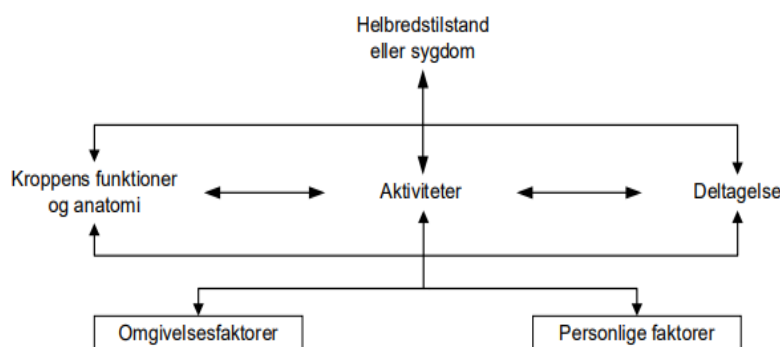 Helbredstilstand
eller sygdom
Kroppens funktioner
og anatomi
Aktiviteter
Deltagelse
Omgivelsesfaktorer
Personlige faktorer